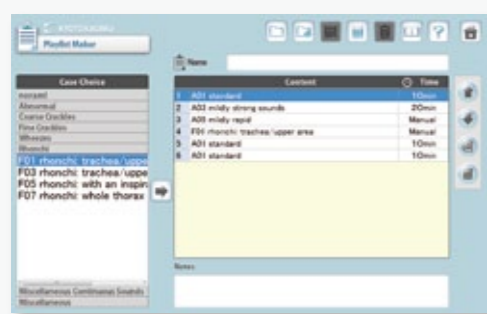 KYOTOKAGAKU
Playlist Maker
Name
Case Choice
noraml
Abnormal
Coarse Crackles
Fine Crackles
Wheezes
Rhonchi
F01 rhonchi: trachea/uppe
F03 rhonchi: trachea/uppe
F05 rhonchi: with an inspin
F07 rhonchi: whole thorax
Miscellaneous Continuous Sounds
Miscellaneous
Content Time
1 A01 standard 10min
2 A03 mildly strong sounds 20min
3 A05 mildly rapid Manual
4 F01 rhonchi: trachea/upper area Manual
5 A01 standard 10min
6 A01 standard 10min
Notes